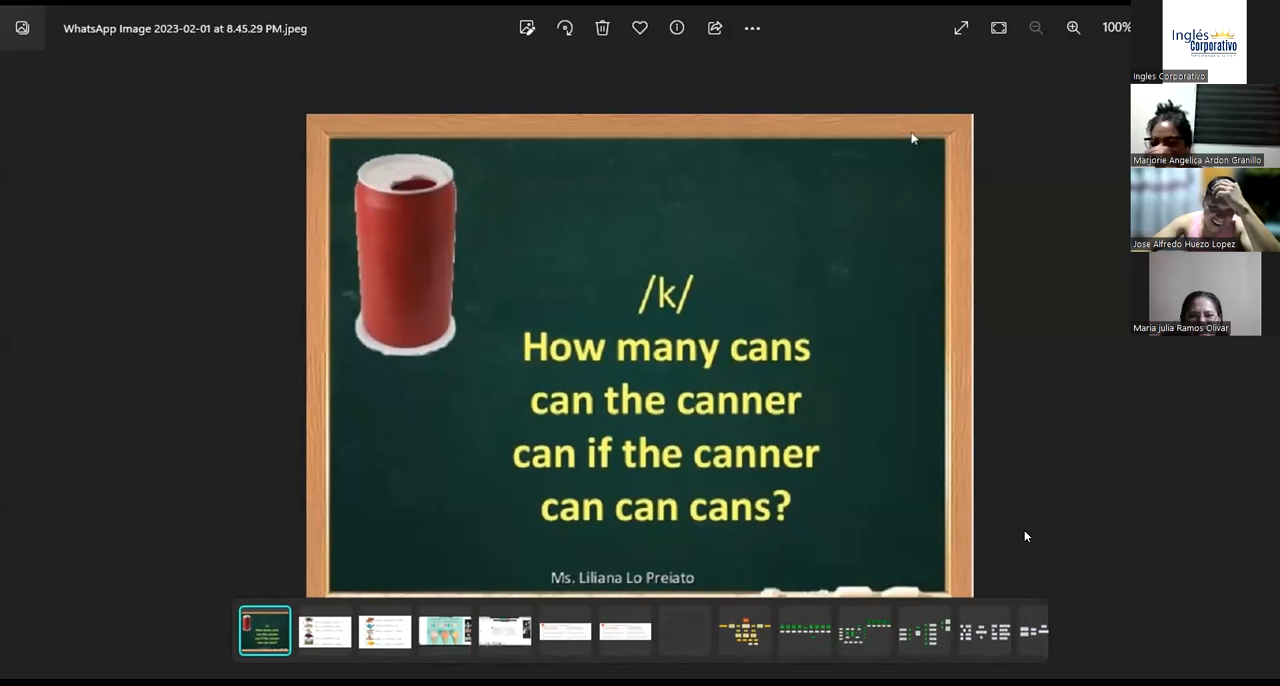 WhatsApp Image 2023-02-01 at 8.45.29 PM.jpeg
100%
Inglés
Corporativo
Ingles Corporativo
Marjorie Angelica Ardon Granillo
Jose Alfredo Huezo Lopez
Maria julia Ramos Olivar
/k/
How many cans
can the canner
can if the canner
can can cans?
Ms. Liliana Lo Preiato